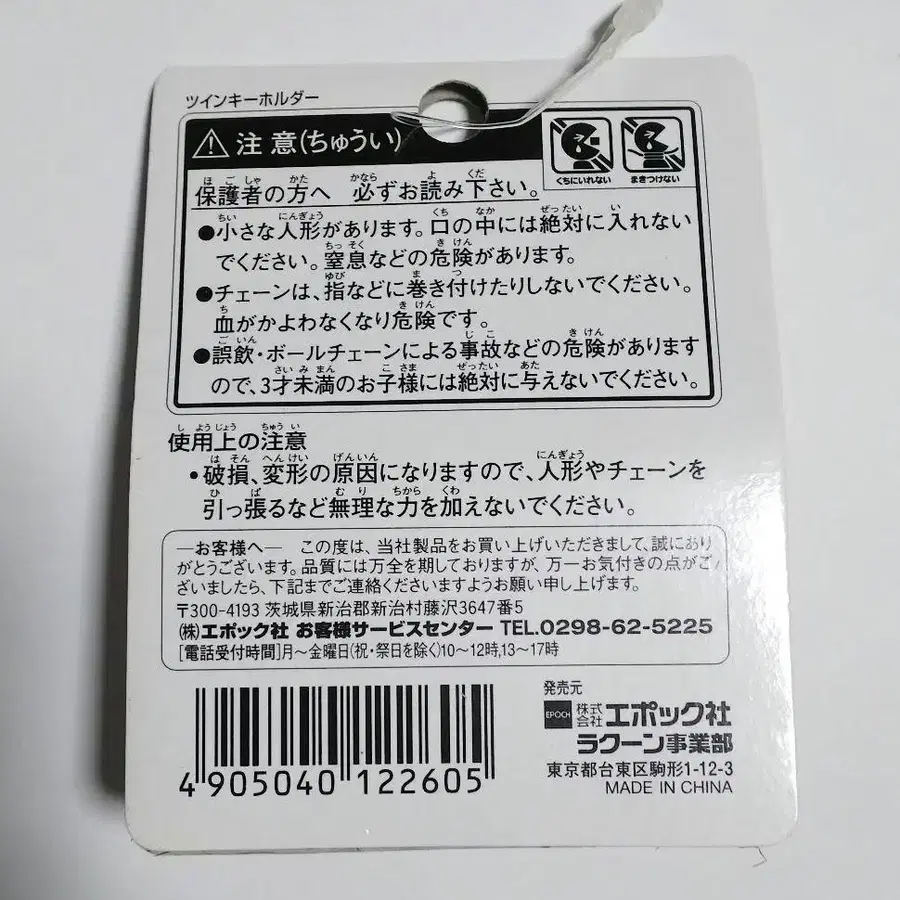 ツインキーホルダー
注意(ちゅうい)
くちにいれない まきつけない
保護者の方へ 必ずお読み下さい。
●小さな人形があります。口の中には絶対に入れない
でください。窒息などの危険があります。
●チェーンは、指などに巻き付けたりしないでください。
血がかよわなくなり危険です。
●誤飲・ボールチェーンによる事故などの危険があります
ので、3才未満のお子様には絶対に与えないでください。
使用上の注意
・破損、変形の原因になりますので、人形やチェーンを
引っ張るなど無理な力を加えないでください。
—お客様へ— この度は、当社製品をお買い上げいただきまして、誠にあり
がとうございます。品質には万全を期しておりますが、万一お気付きの点がござ
いましたら、下記までご連絡くださいますようお願い申し上げます。
〒300-4193 茨城県新治郡新治村藤沢3647番5
(株)エポック社 お客様サービスセンター TEL.0298-62-5225
[電話受付時間]月〜金曜日(祝・祭日を除く)10〜12時,13〜17時
発売元
EPOCH 株式会社 エポック社
ラクーン事業部
東京都台東区駒形1-12-3
MADE IN CHINA
4 905040 122605